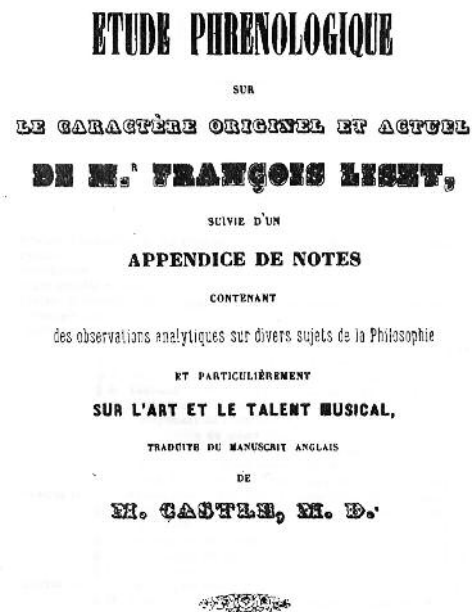 ETUDE PHRENOLOGIQUE
SUR
LE CARACTÈRE ORIGINEL ET ACTUEL
DE M.R FRANÇOIS LISZT,
SUIVIE D'UN
APPENDICE DE NOTES
CONTENANT
des observations analytiques sur divers sujets de la Philosophie
ET PARTICULIÈREMENT
SUR L'ART ET LE TALENT MUSICAL,
TRADUITE DU MANUSCRIT ANGLAIS
DE
M. CASTLE, M. D.